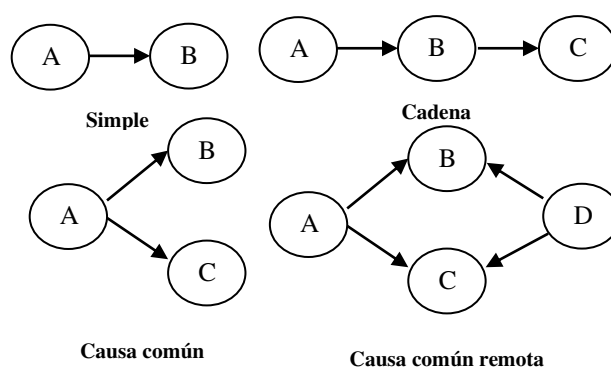 A B
Simple
A B C
Cadena
A B C
Causa común
A B C D
Causa común remota